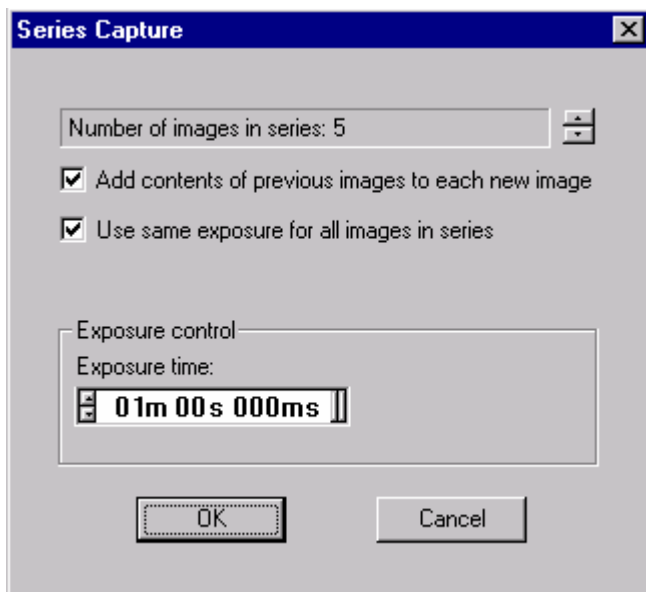 Series Capture
Number of images in series: 5
Add contents of previous images to each new image
Use same exposure for all images in series
Exposure control
Exposure time:
01m 00s 000ms
OK
Cancel